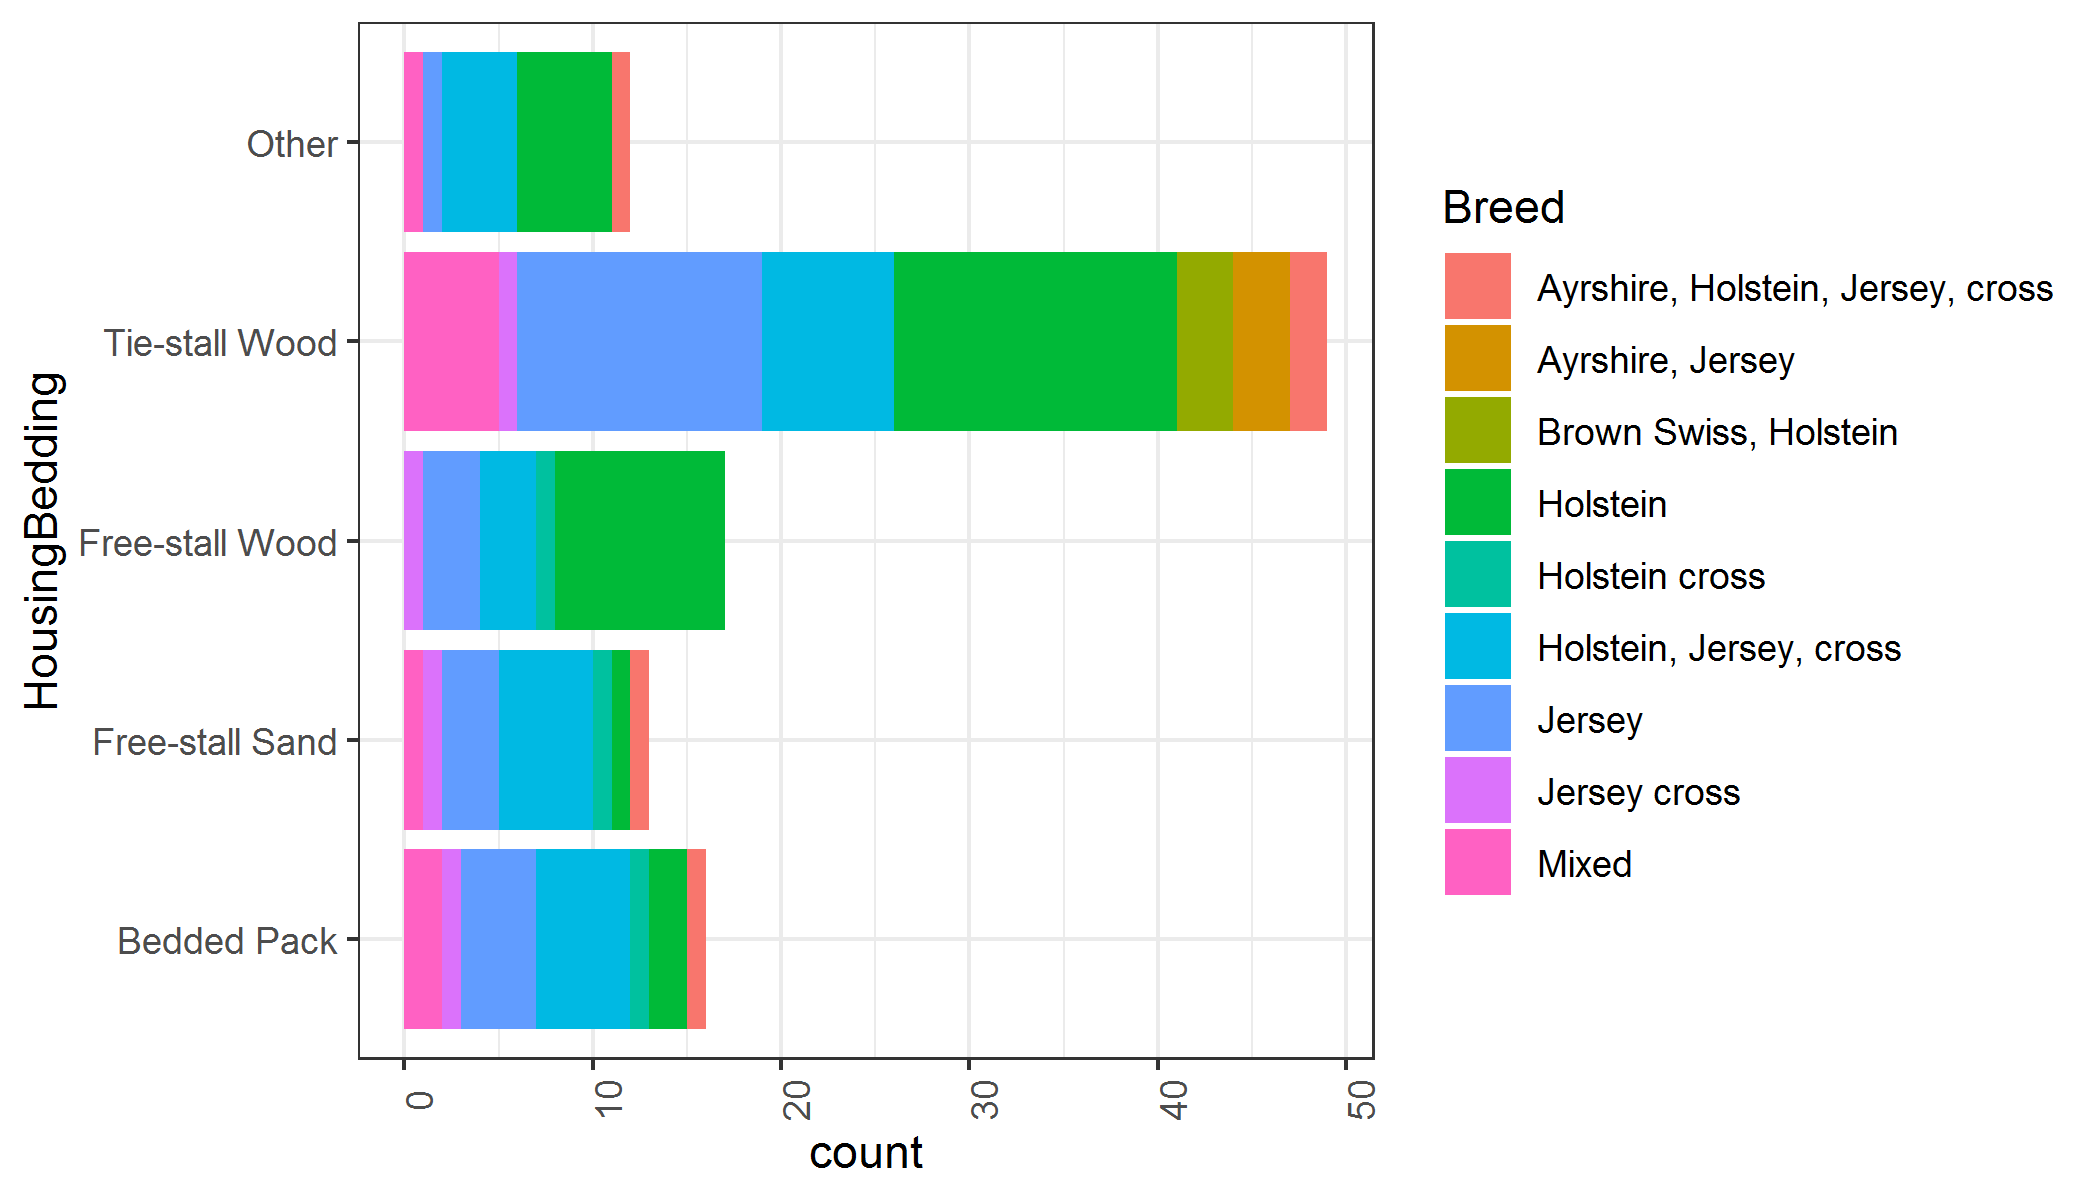 HousingBedding
Other
Tie-stall Wood
Free-stall Wood
Free-stall Sand
Bedded Pack
0
10
20
30
40
50
count
Breed
Ayrshire, Holstein, Jersey, cross
Ayrshire, Jersey
Brown Swiss, Holstein
Holstein
Holstein cross
Holstein, Jersey, cross
Jersey
Jersey cross
Mixed